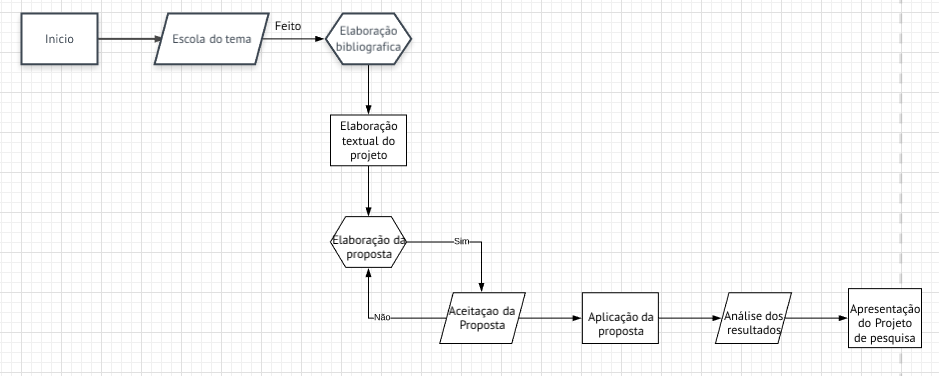 Inicio
Escola do tema
Feito
Elaboração
bibliografica
Elaboração
textual do
projeto
Elaboração da
proposta
Sim
Não
Aceitaçao da
Proposta
Aplicação da
proposta
Análise dos
resultados
Apresentação
do Projeto
de pesquisa